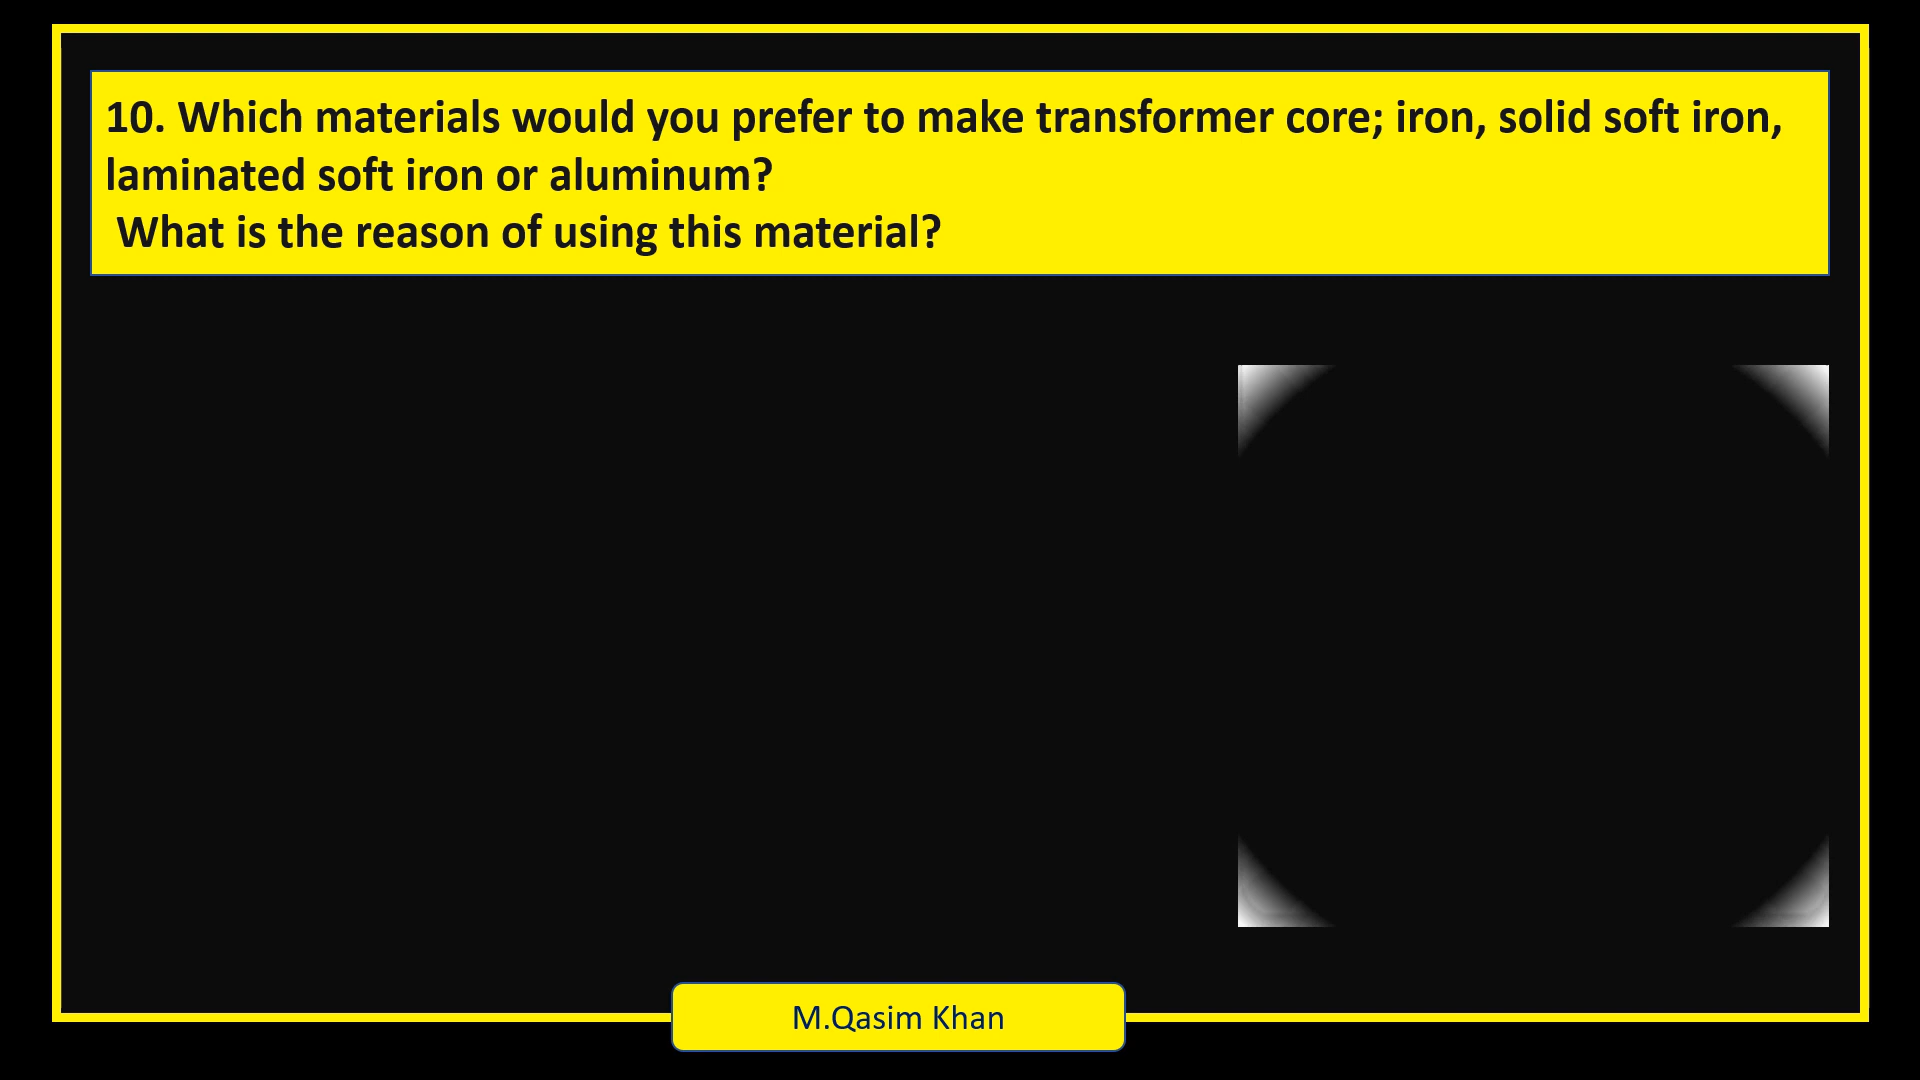 10. Which materials would you prefer to make transformer core; iron, solid soft iron,
laminated soft iron or aluminum?
What is the reason of using this material?
M.Qasim Khan